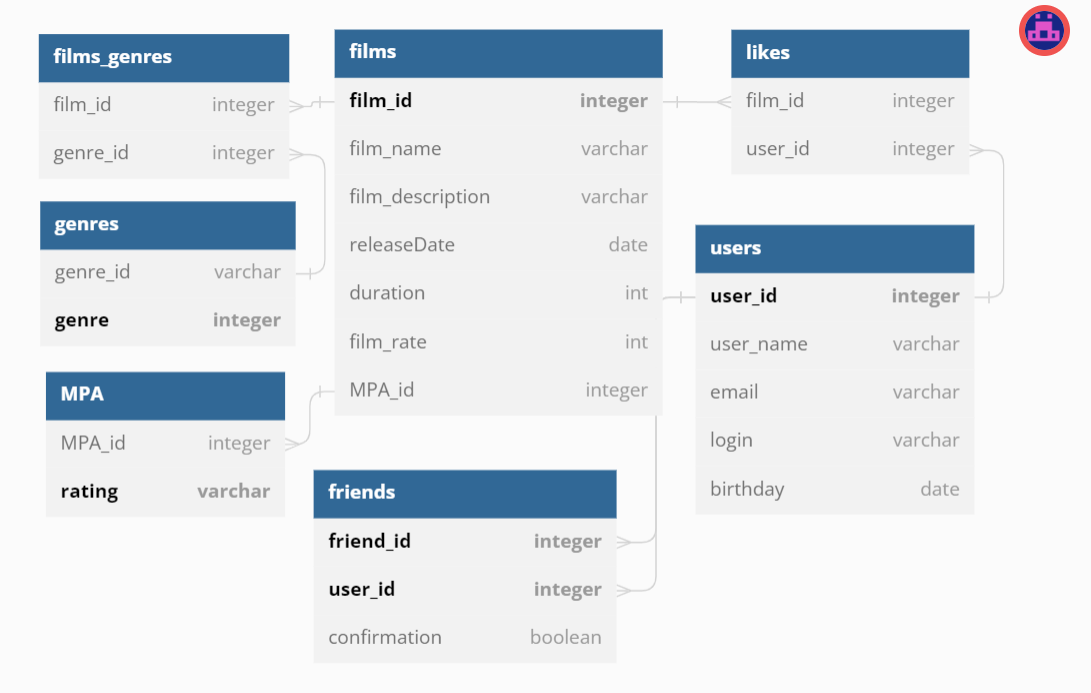 films_genres
film_id integer
genre_id integer
genres
genre_id varchar
genre integer
MPA
MPA_id integer
rating varchar
films
film_id integer
film_name varchar
film_description varchar
releaseDate date
duration int
film_rate int
MPA_id integer
friends
friend_id integer
user_id integer
confirmation boolean
likes
film_id integer
user_id integer
users
user_id integer
user_name varchar
email varchar
login varchar
birthday date